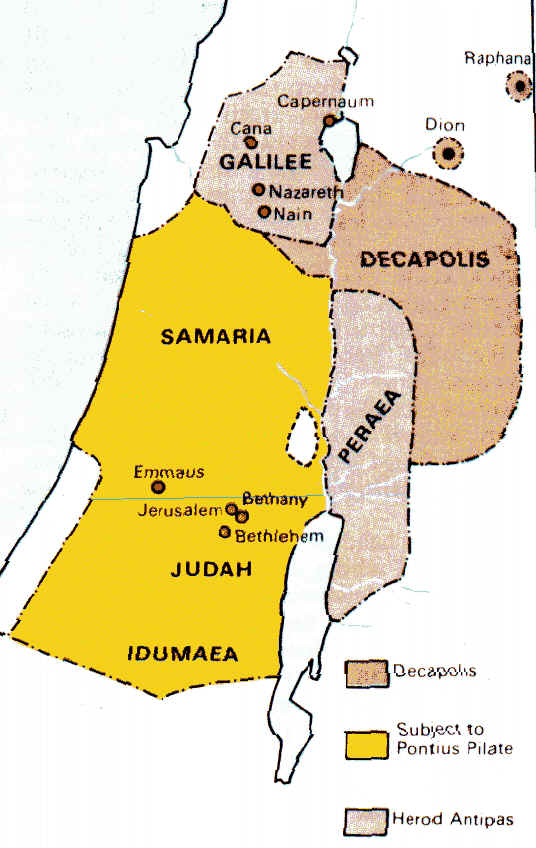 Raphana
Capernaum
Dion
Cana
GALILEE
Nazareth
Nain
DECAPOLIS
SAMARIA
PERAEA
Emmaus
Bethany
Jerusalem
Bethlehem
JUDAH
IDUMAEA
Decapolis
Subject to
Pontius Pilate
Herod Antipas